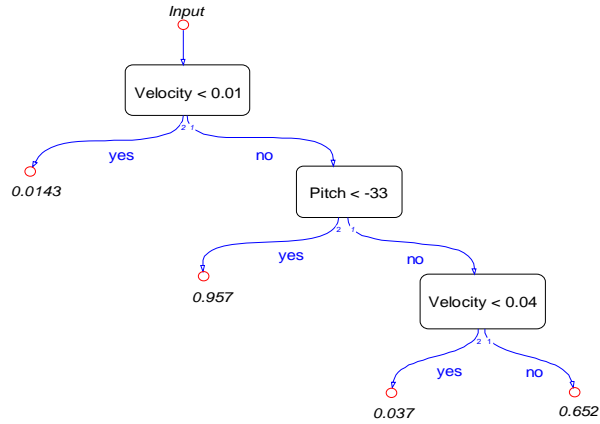 Input
Velocity < 0.01
2 1
yes no
0.0143
Pitch < -33
2 1
yes no
0.957
Velocity < 0.04
2 1
yes no
0.037 0.652